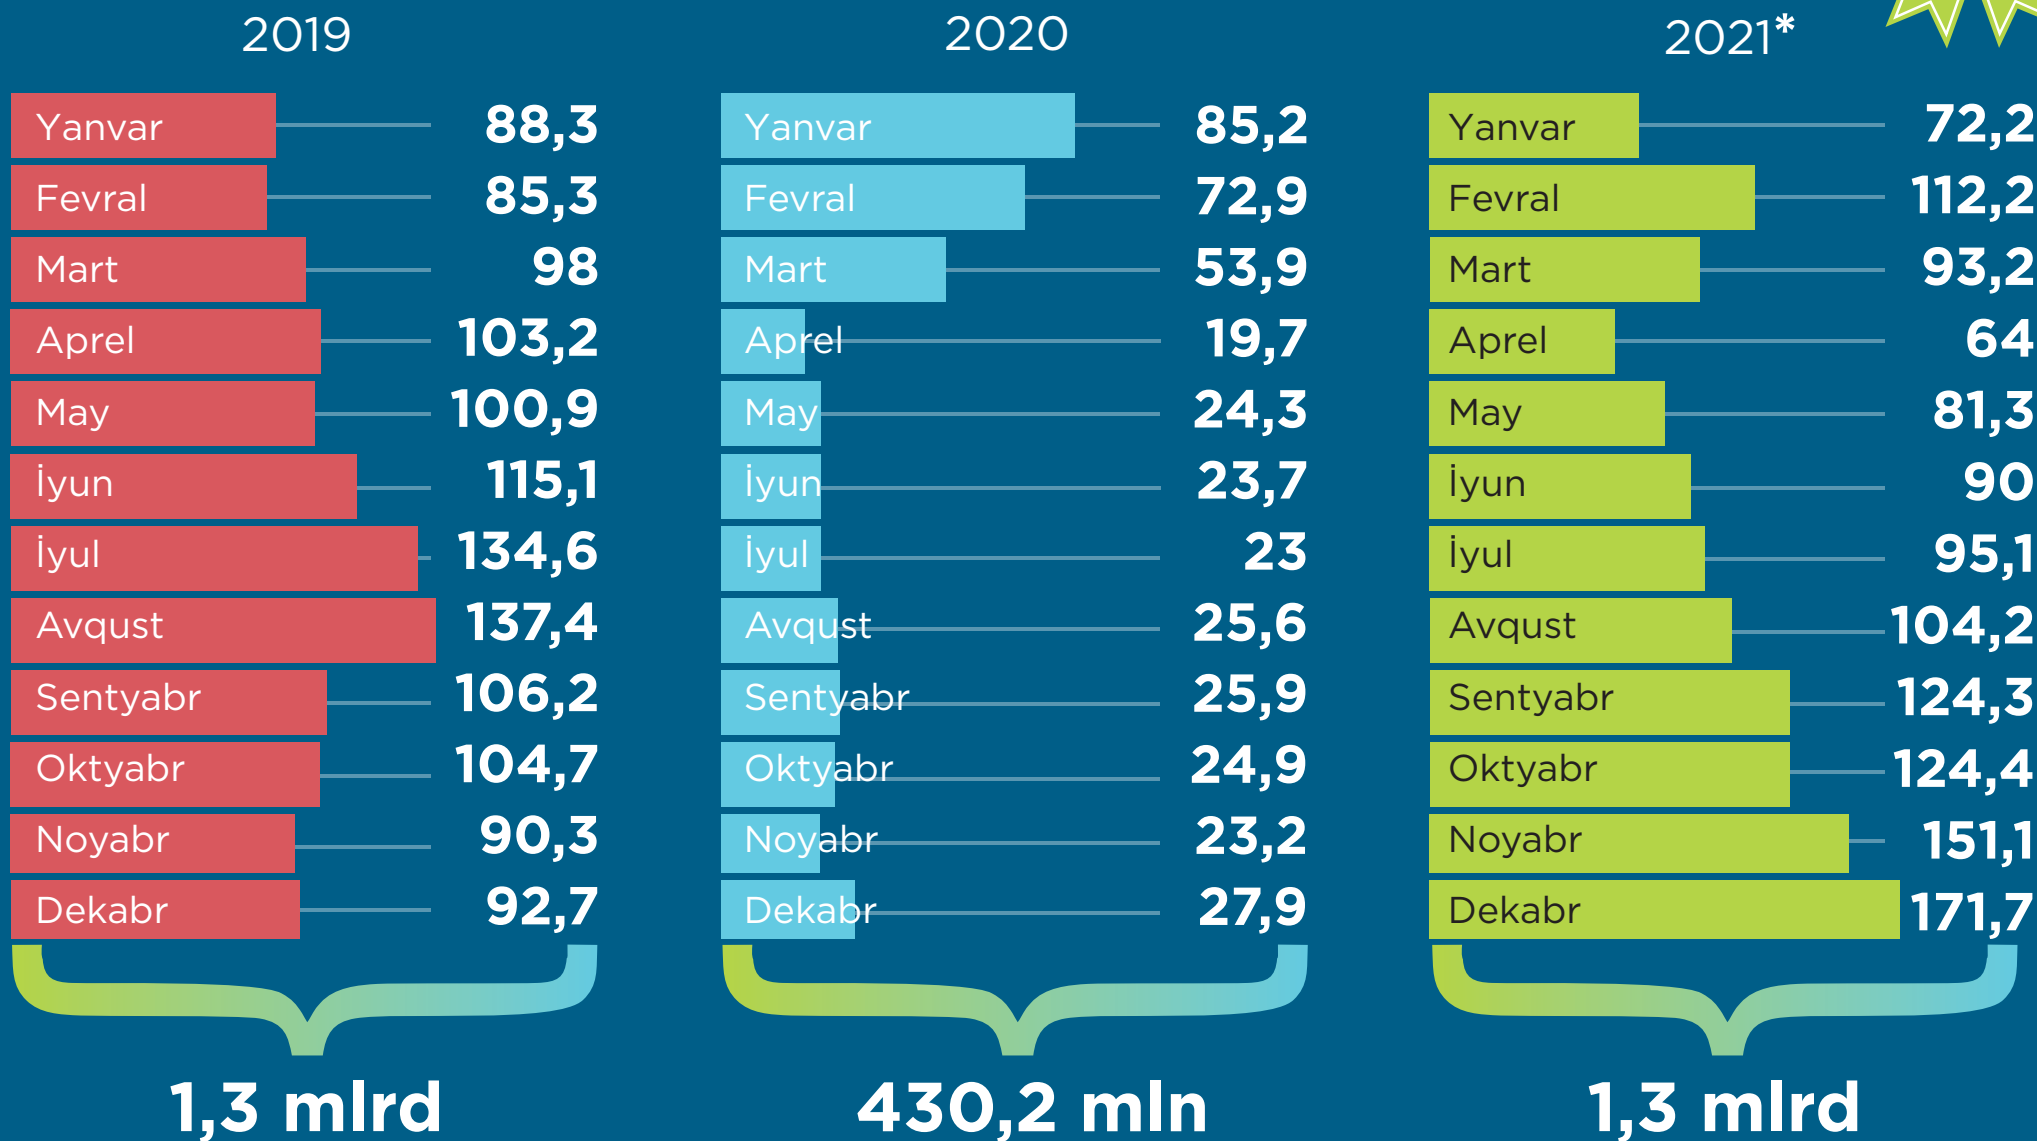 2019
Yanvar 88,3
Fevral 85,3
Mart 98
Aprel 103,2
May 100,9
İyun 115,1
İyul 134,6
Avqust 137,4
Sentyabr 106,2
Oktyabr 104,7
Noyabr 90,3
Dekabr 92,7
1,3 mlrd
2020
Yanvar 85,2
Fevral 72,9
Mart 53,9
Aprel 19,7
May 24,3
İyun 23,7
İyul 23
Avqust 25,6
Sentyabr 25,9
Oktyabr 24,9
Noyabr 23,2
Dekabr 27,9
430,2 mln
2021*
Yanvar 72,2
Fevral 112,2
Mart 93,2
Aprel 64
May 81,3
İyun 90
İyul 95,1
Avqust 104,2
Sentyabr 124,3
Oktyabr 124,4
Noyabr 151,1
Dekabr 171,7
1,3 mlrd